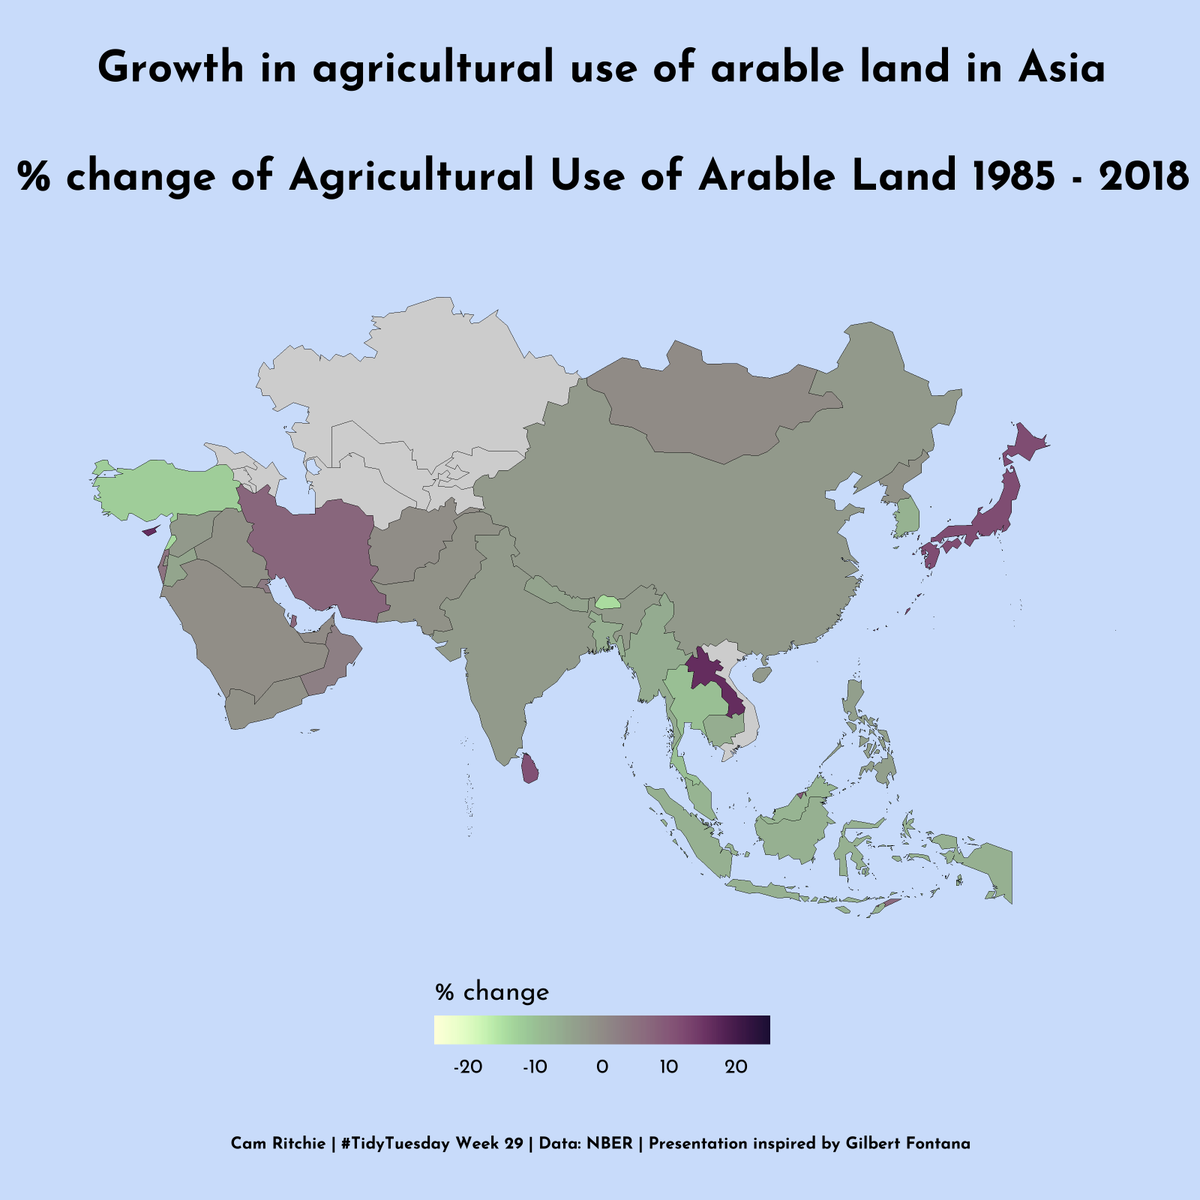 Growth in agricultural use of arable land in Asia
% change of Agricultural Use of Arable Land 1985 - 2018
% change
-20 -10 0 10 20
Cam Ritchie | #TidyTuesday Week 29 | Data: NBER | Presentation inspired by Gilbert Fontana